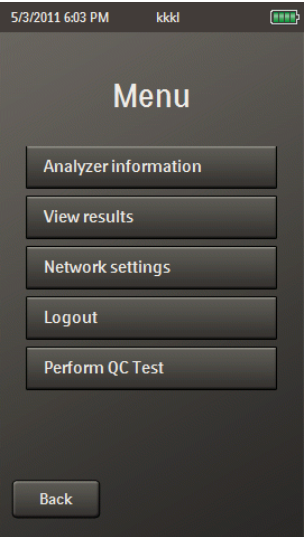 5/3/2011 6:03 PM kkkl
Menu
Analyzer information
View results
Network settings
Logout
Perform QC Test
Back